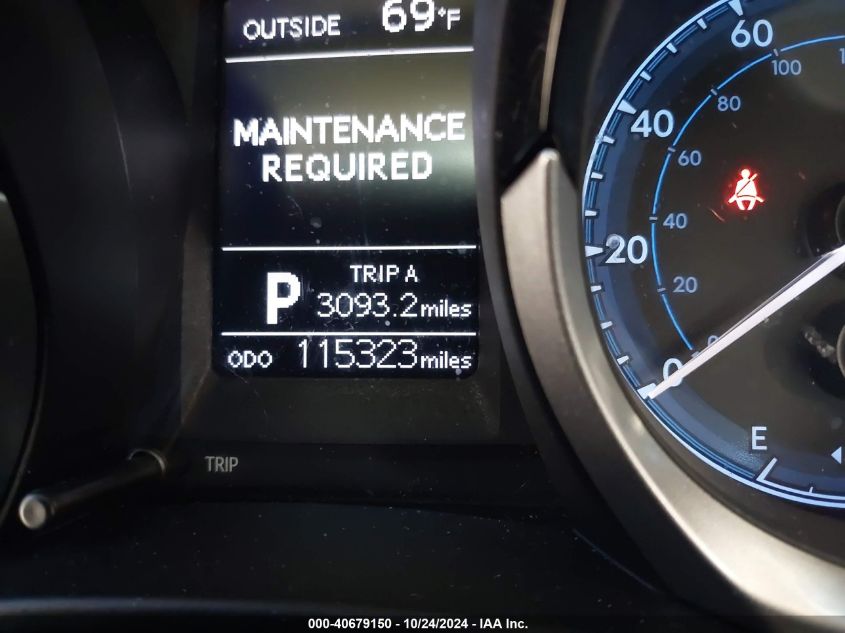 OUTSIDE 69°F
MAINTENANCE
REQUIRED
P
TRIP A
3093.2 miles
ODO 115323 miles
TRIP
60
40
20
0
100
80
60
40
20
E
000-40679150 - 10/24/2024 - IAA Inc.